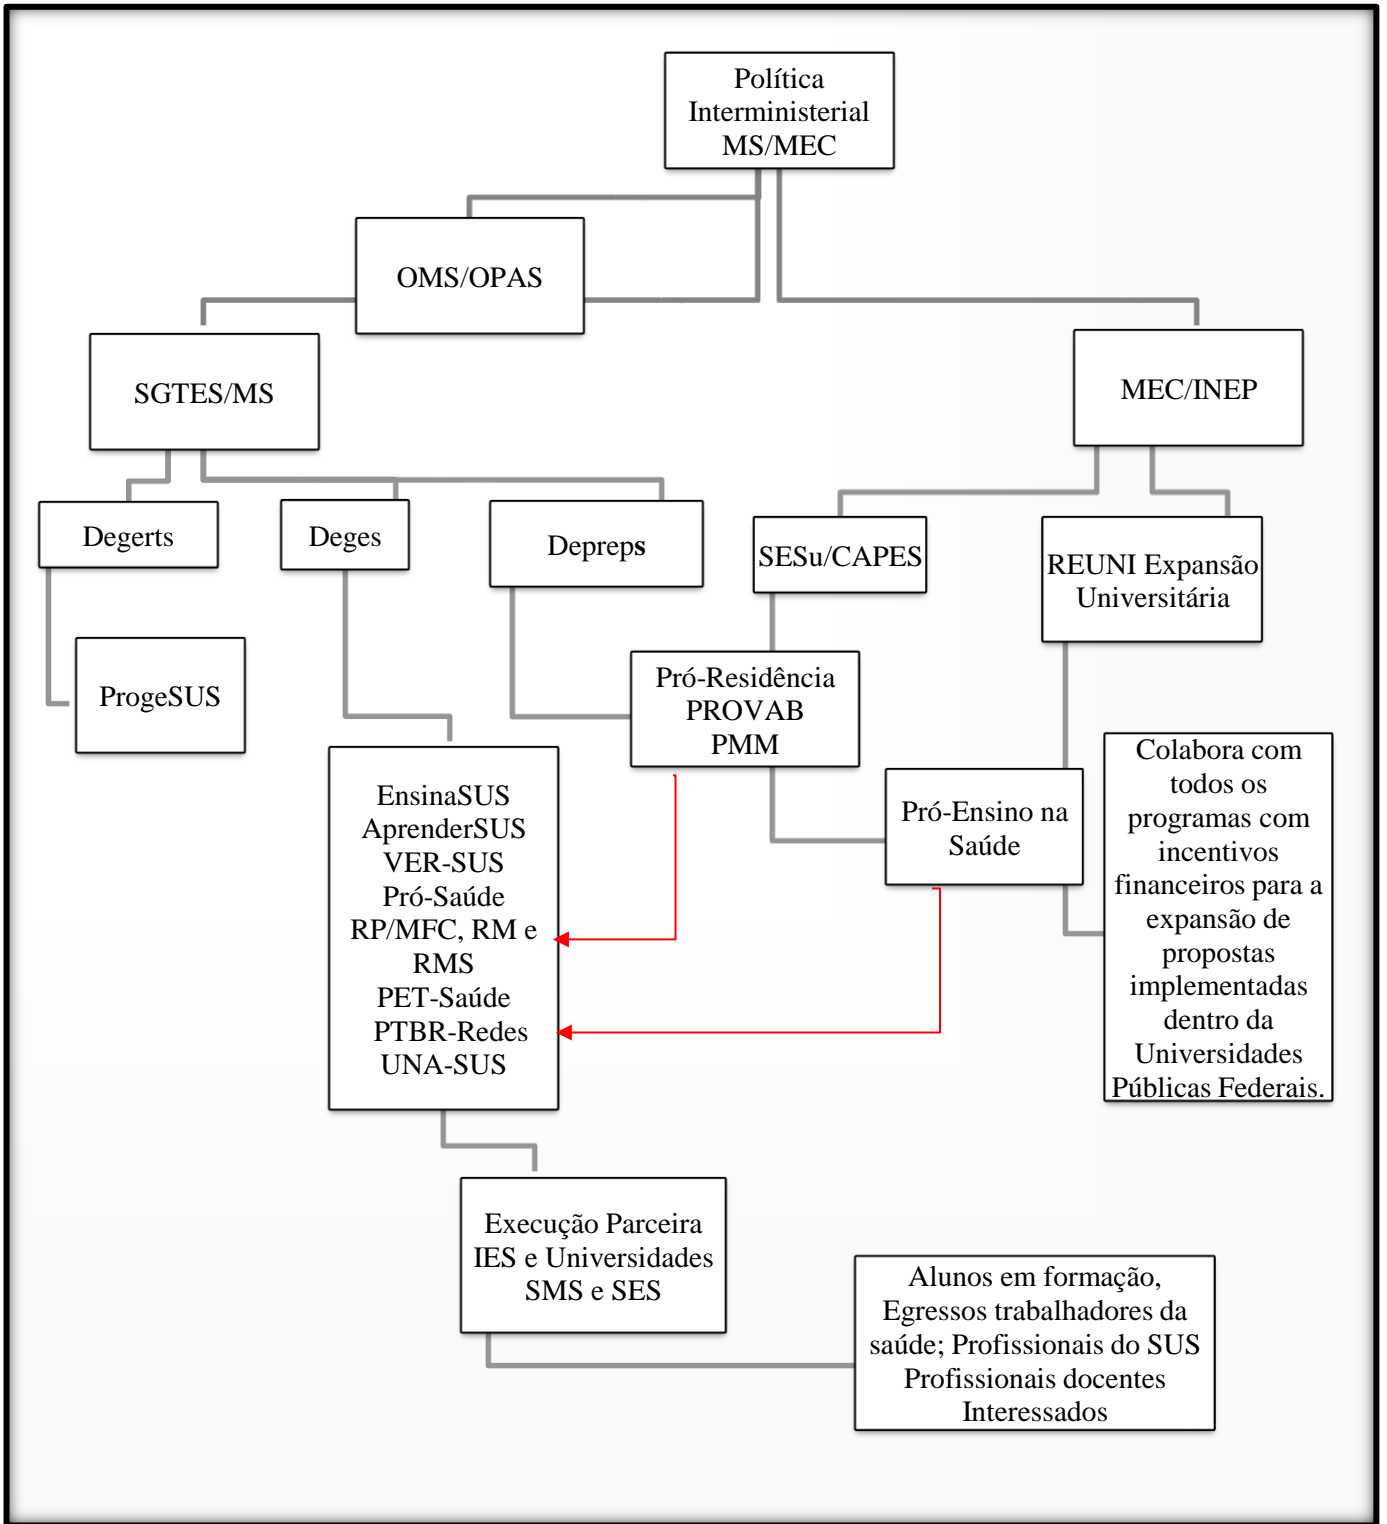 Política
Interministerial
MS/MEC
OMS/OPAS
SGTES/MS
MEC/INEP
Degerts
Deges
Depreps
SESu/CAPES
REUNI Expansão
Universitária
ProgeSUS
Pró-Residência
PROVAB
PMM
EnsinaSUS
AprenderSUS
VER-SUS
Pró-Saúde
RP/MFC, RM e
RMS
PET-Saúde
PTBR-Redes
UNA-SUS
Pró-Ensino na
Saúde
Colabora com
todos os
programas com
incentivos
financeiros para a
expansão de
propostas
implementadas
dentro da
Universidades
Públicas Federais.
Execução Parceira
IES e Universidades
SMS e SES
Alunos em formação,
Egressos trabalhadores da
saúde; Profissionais do SUS
Profissionais docentes
Interessados